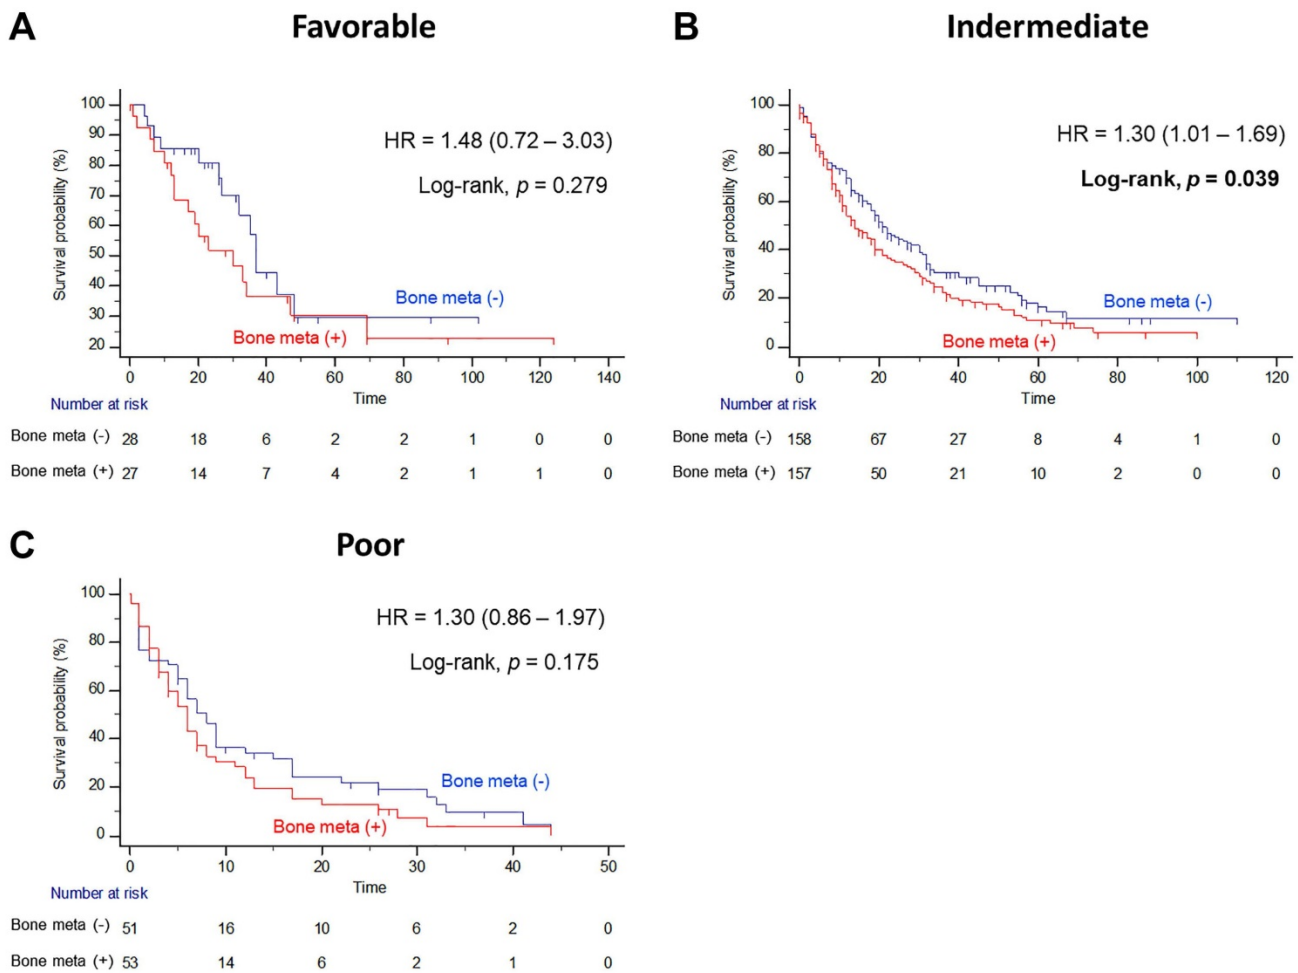 A
Favorable
100
90
80
70
60
50
40
30
20
Survival probability (%)
HR = 1.48 (0.72 – 3.03)
Log-rank, p = 0.279
Bone meta (-)
Bone meta (+)
0 20 40 60 80 100 120 140
Time
Number at risk
Bone meta (-) 28 18 6 2 2 1 0 0
Bone meta (+) 27 14 7 4 2 1 1 0
B
Indermediate
100
80
60
40
20
0
Survival probability (%)
HR = 1.30 (1.01 – 1.69)
Log-rank, p = 0.039
Bone meta (-)
Bone meta (+)
0 20 40 60 80 100 120
Time
Number at risk
Bone meta (-) 158 67 27 8 4 1 0
Bone meta (+) 157 50 21 10 2 0 0
C
Poor
100
80
60
40
20
0
Survival probability (%)
HR = 1.30 (0.86 – 1.97)
Log-rank, p = 0.175
Bone meta (-)
Bone meta (+)
0 10 20 30 40 50
Time
Number at risk
Bone meta (-) 51 16 10 6 2 0
Bone meta (+) 53 14 6 2 1 0